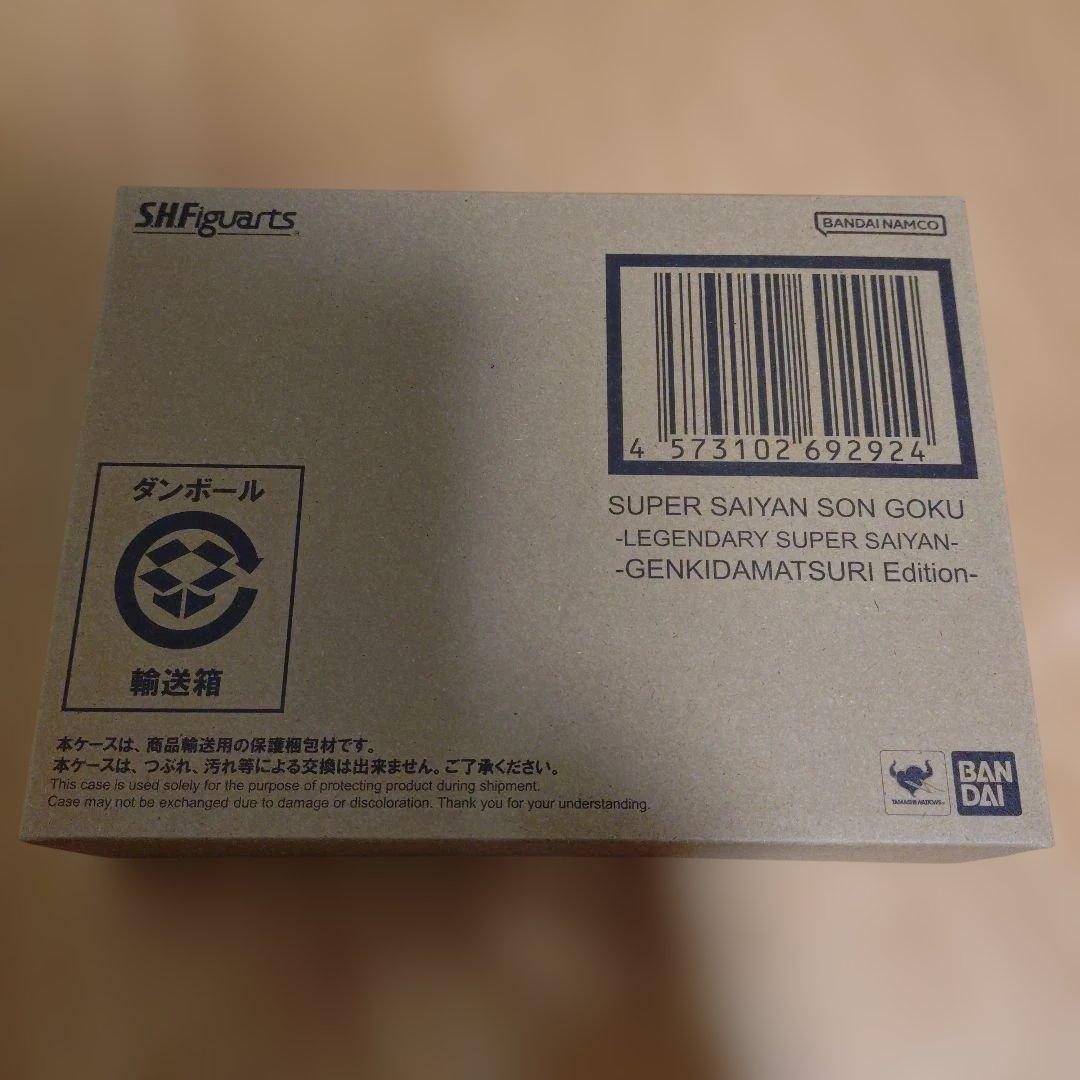 S.H.Figuarts
BANDAI NAMCO
4 573102 692924
SUPER SAIYAN SON GOKU
-LEGENDARY SUPER SAIYAN-
-GENKIDAMATSURI Edition-
ダンボール
輸送箱
本ケースは、商品輸送用の保護梱包材です。
本ケースは、つぶれ、汚れ等による交換は出来ません。ご了承ください。
This case is used solely for the purpose of protecting product during shipment.
Case may not be exchanged due to damage or discoloration. Thank you for your understanding.
TAMASHII NATIONS
BAN
DAI